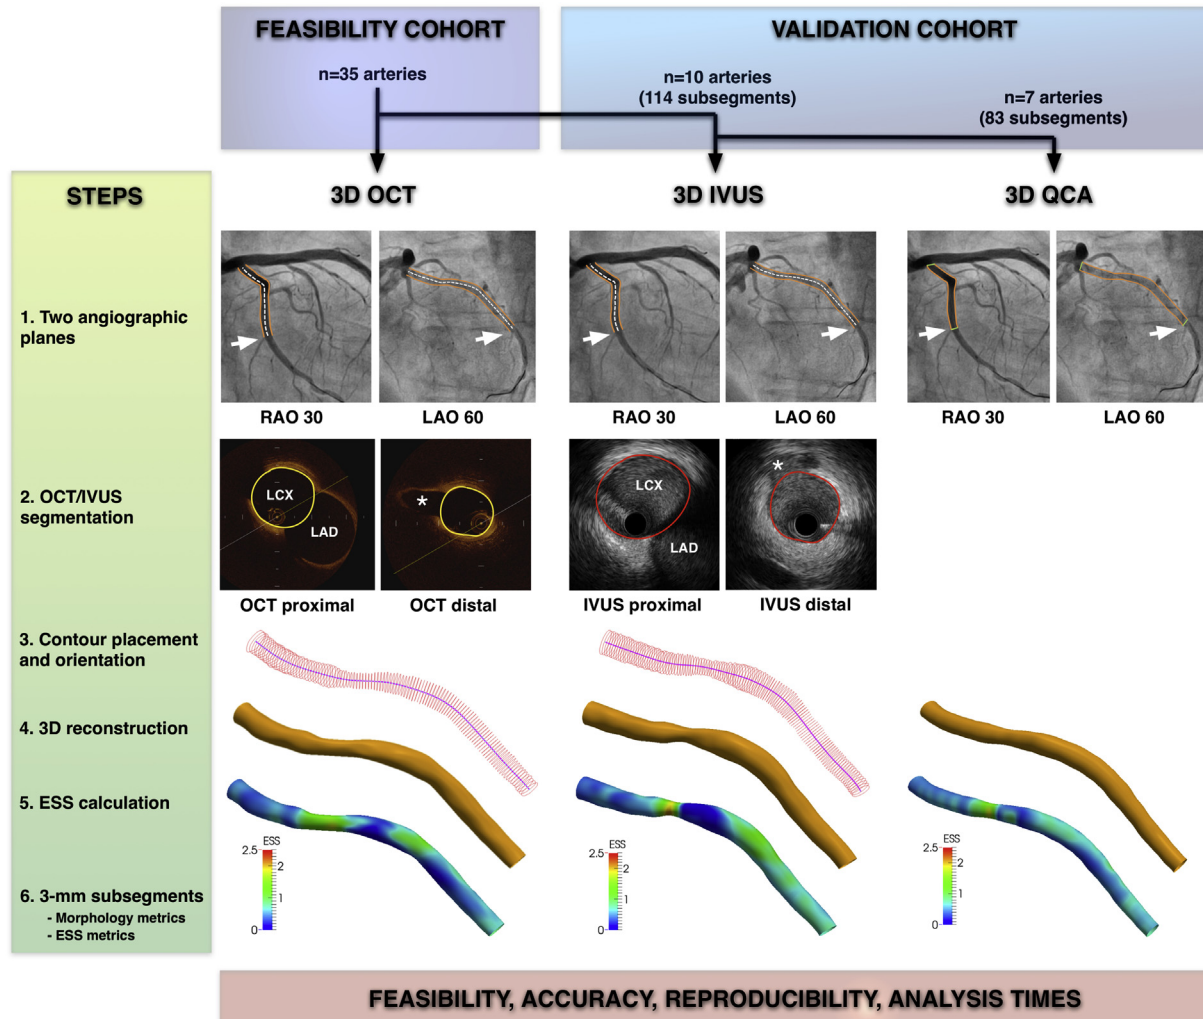 FEASIBILITY COHORT
VALIDATION COHORT
n=35 arteries
n=10 arteries
(114 subsegments)
n=7 arteries
(83 subsegments)
STEPS
3D OCT
3D IVUS
3D QCA
1. Two angiographic
planes
RAO 30
LAO 60
RAO 30
LAO 60
RAO 30
LAO 60
2. OCT/IVUS
segmentation
LCX
LAD
*
LCX
LAD
*
OCT proximal
OCT distal
IVUS proximal
IVUS distal
3. Contour placement
and orientation
4. 3D reconstruction
5. ESS calculation
ESS
2.5
2
1
0
ESS
2.5
2
1
0
ESS
2.5
2
1
0
6. 3-mm subsegments
- Morphology metrics
- ESS metrics
FEASIBILITY, ACCURACY, REPRODUCIBILITY, ANALYSIS TIMES